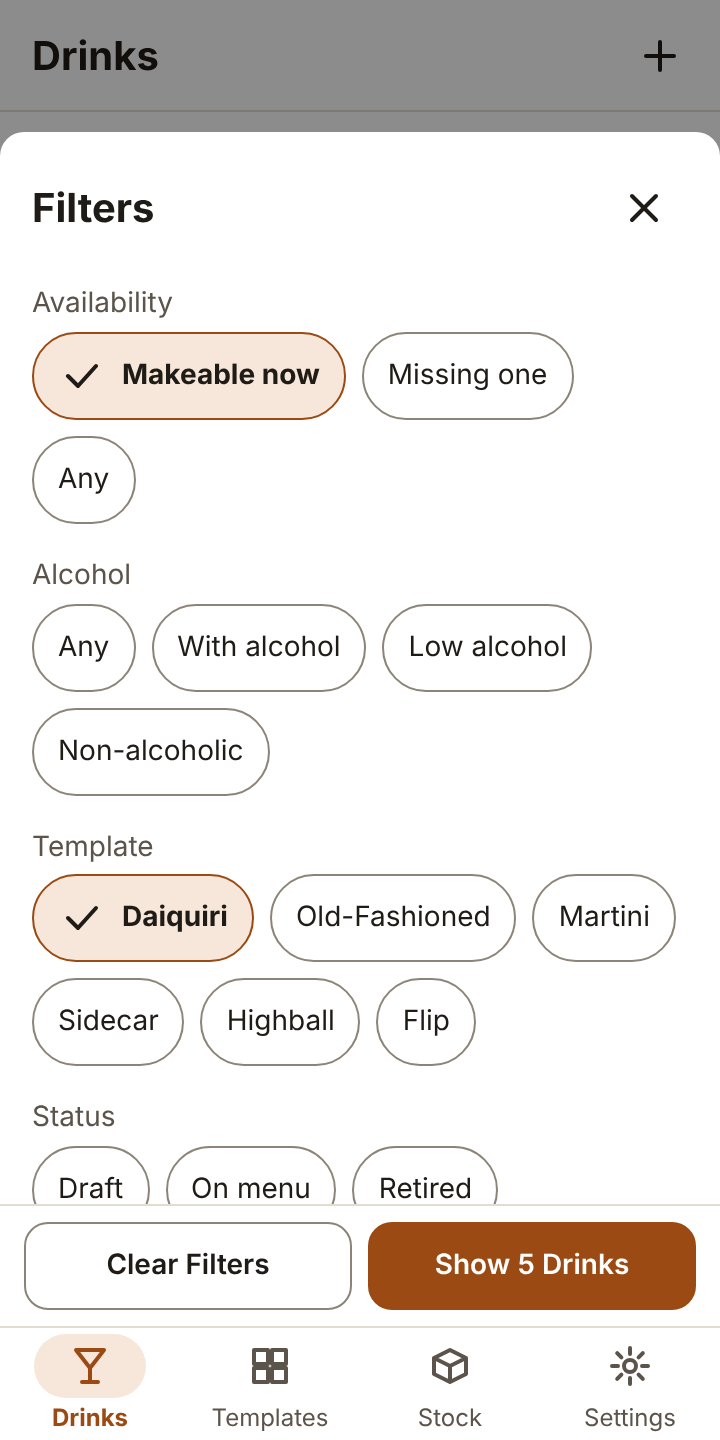 Drinks
Filters
Availability
Makeable now Missing one
Any
Alcohol
Any With alcohol Low alcohol
Non-alcoholic
Template
Daiquiri Old-Fashioned Martini
Sidecar Highball Flip
Status
Draft On menu Retired
Clear Filters Show 5 Drinks
Drinks Templates Stock Settings